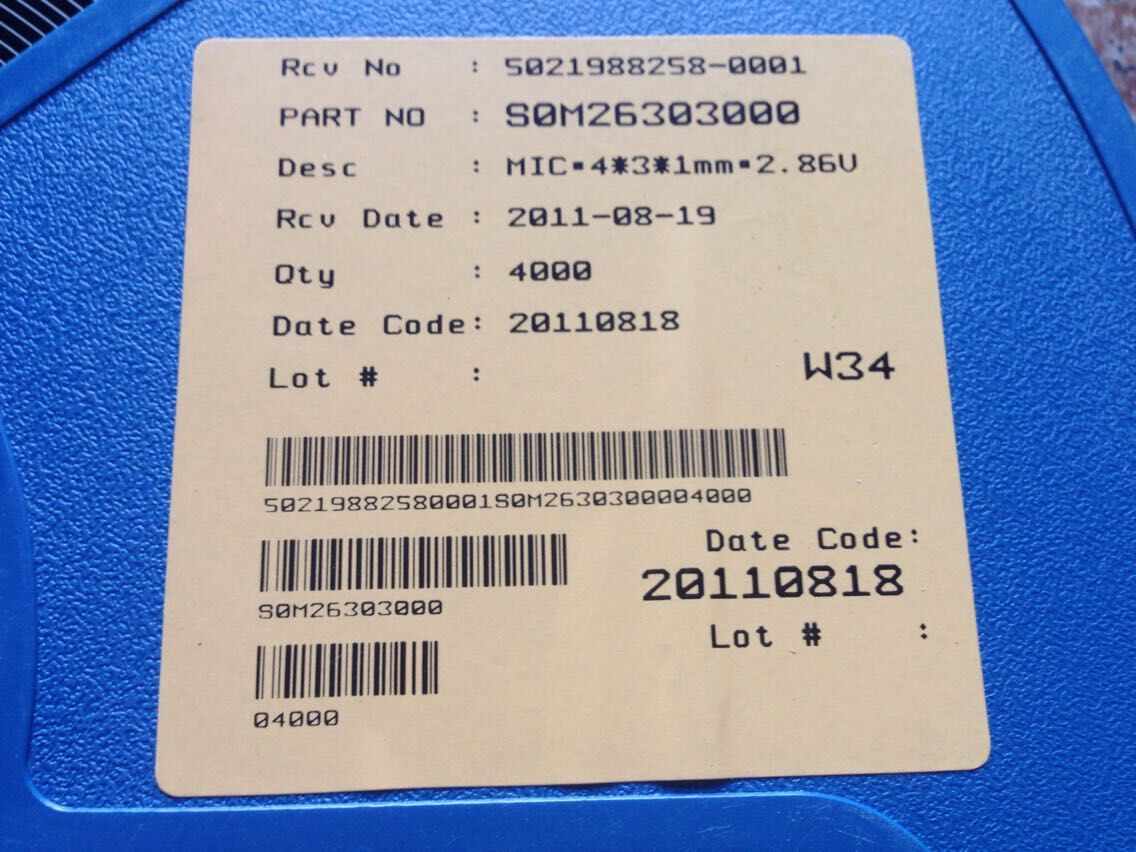 Rcv No : 5021988258-0001
PART NO : S0M26303000
Desc : MIC▪4*3*1mm▪2.86V
Rcv Date : 2011-08-19
Qty : 4000
Date Code: 20110818
Lot # :
W34
50219882580001S0M2630300004000
S0M26303000
04000
Date Code:
20110818
Lot # :